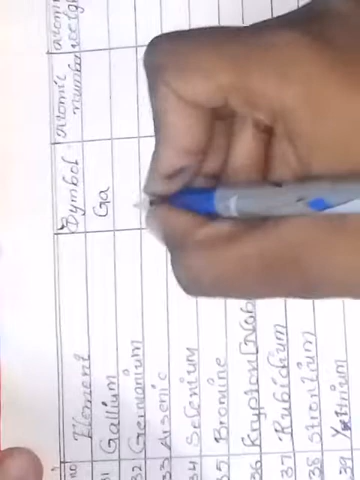 no Element Symbol Atomic number Atomic
31 Gallium Ga
32 Germanium
33 Arsenic
34 Selenium
35 Bromine
36 Krypton
37 Rubidium
38 Strontium
39 Yttrium